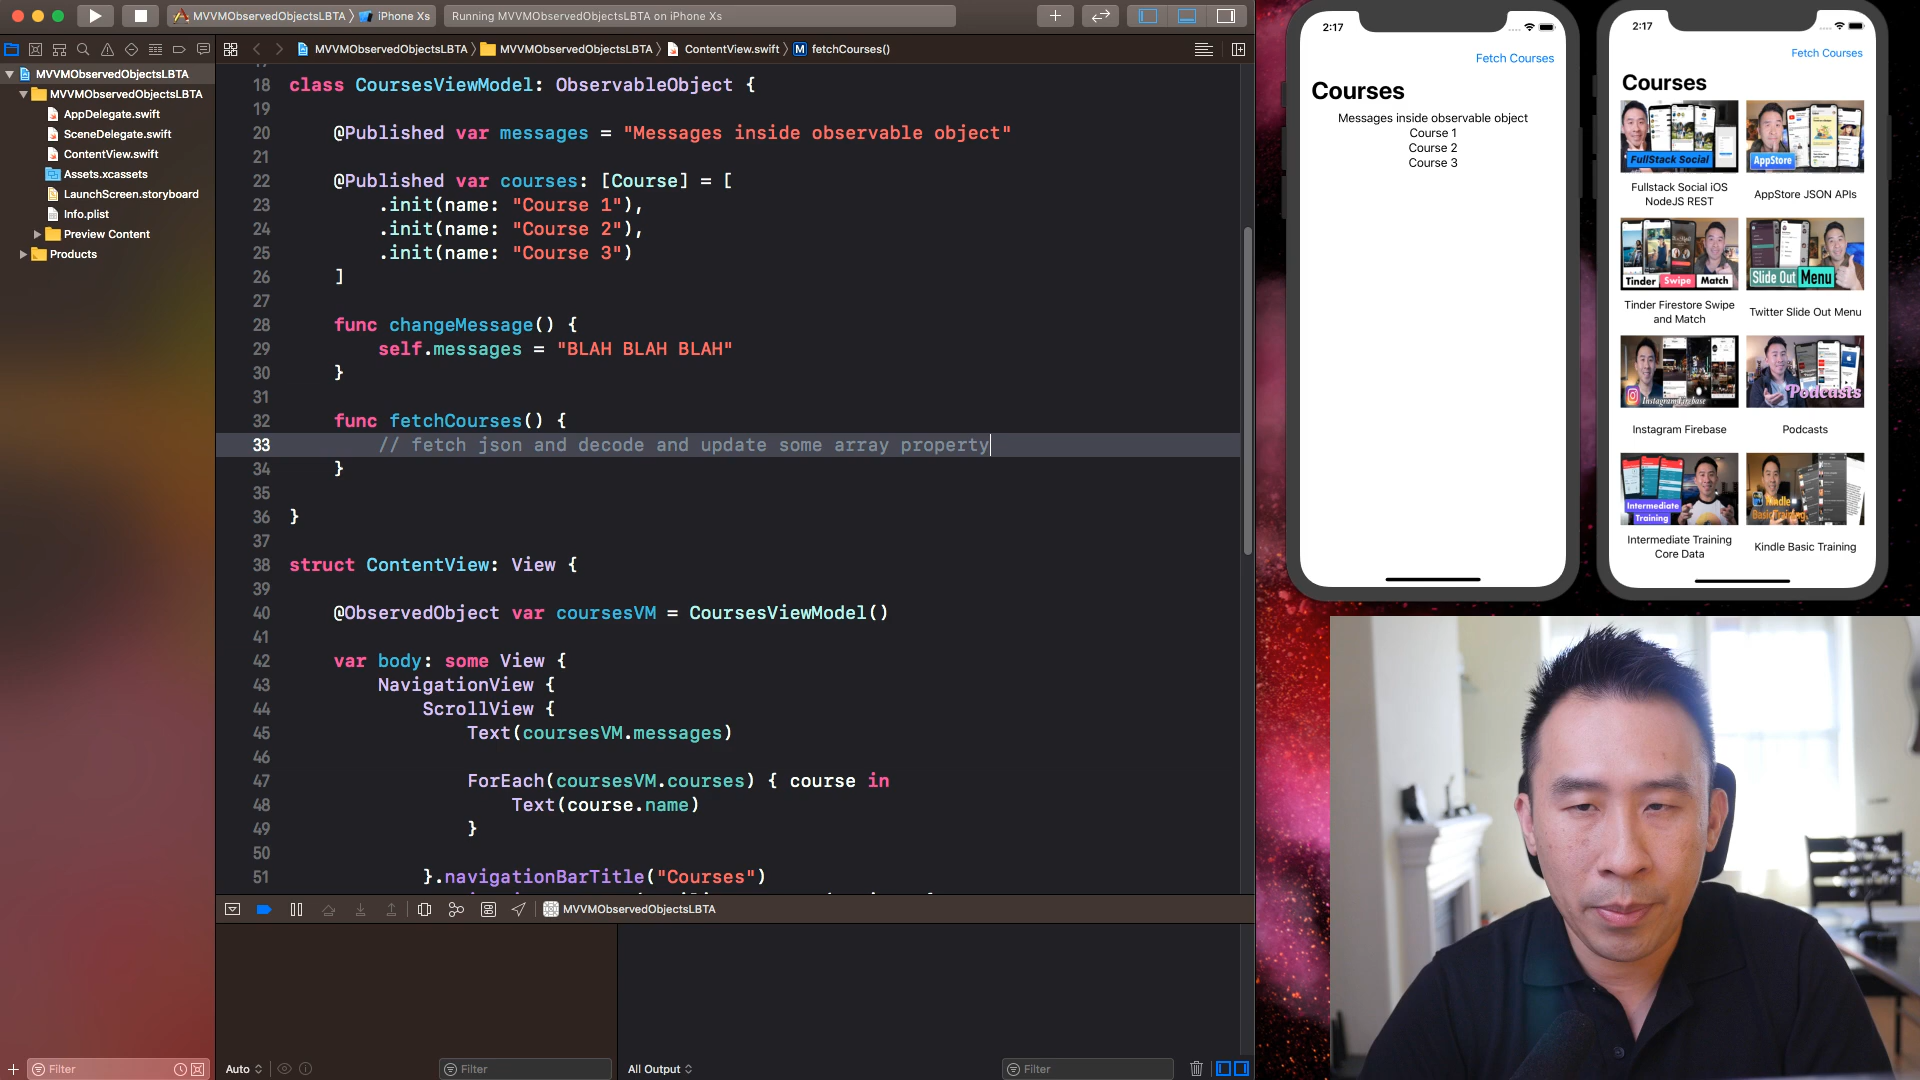 MVVMObservedObjectsLBTA
iPhone Xs
Running MVVMObservedObjectsLBTA on iPhone Xs
MVVMObservedObjectsLBTA
MVVMObservedObjectsLBTA
ContentView.swift
M
fetchCourses()
MVVMObservedObjectsLBTA
MVVMObservedObjectsLBTA
AppDelegate.swift
SceneDelegate.swift
ContentView.swift
Assets.xcassets
LaunchScreen.storyboard
Info.plist
Preview Content
Products
Filter
18 class CoursesViewModel: ObservableObject {
19
20 @Published var messages = "Messages inside observable object"
21
22 @Published var courses: [Course] = [
23 .init(name: "Course 1"),
24 .init(name: "Course 2"),
25 .init(name: "Course 3")
26 ]
27
28 func changeMessage() {
29 self.messages = "BLAH BLAH BLAH"
30 }
31
32 func fetchCourses() {
33 // fetch json and decode and update some array property
34 }
35
36 }
37
38 struct ContentView: View {
39
40 @ObservedObject var coursesVM = CoursesViewModel()
41
42 var body: some View {
43 NavigationView {
44 ScrollView {
45 Text(coursesVM.messages)
46
47 ForEach(coursesVM.courses) { course in
48 Text(course.name)
49 }
50
51 }.navigationBarTitle("Courses")
MVVMObservedObjectsLBTA
Auto
Filter
All Output
Filter
2:17
Fetch Courses
Courses
Messages inside observable object
Course 1
Course 2
Course 3
2:17
Fetch Courses
Courses
FullStack Social
AppStore
Fullstack Social iOS
NodeJS REST
AppStore JSON APIs
Tinder Swipe Match
Slide Out Menu
Tinder Firestore Swipe
and Match
Twitter Slide Out Menu
Instagram Firebase
Podcasts
Instagram Firebase
Podcasts
Intermediate
Training
Kindle
Basic Training
Intermediate Training
Core Data
Kindle Basic Training